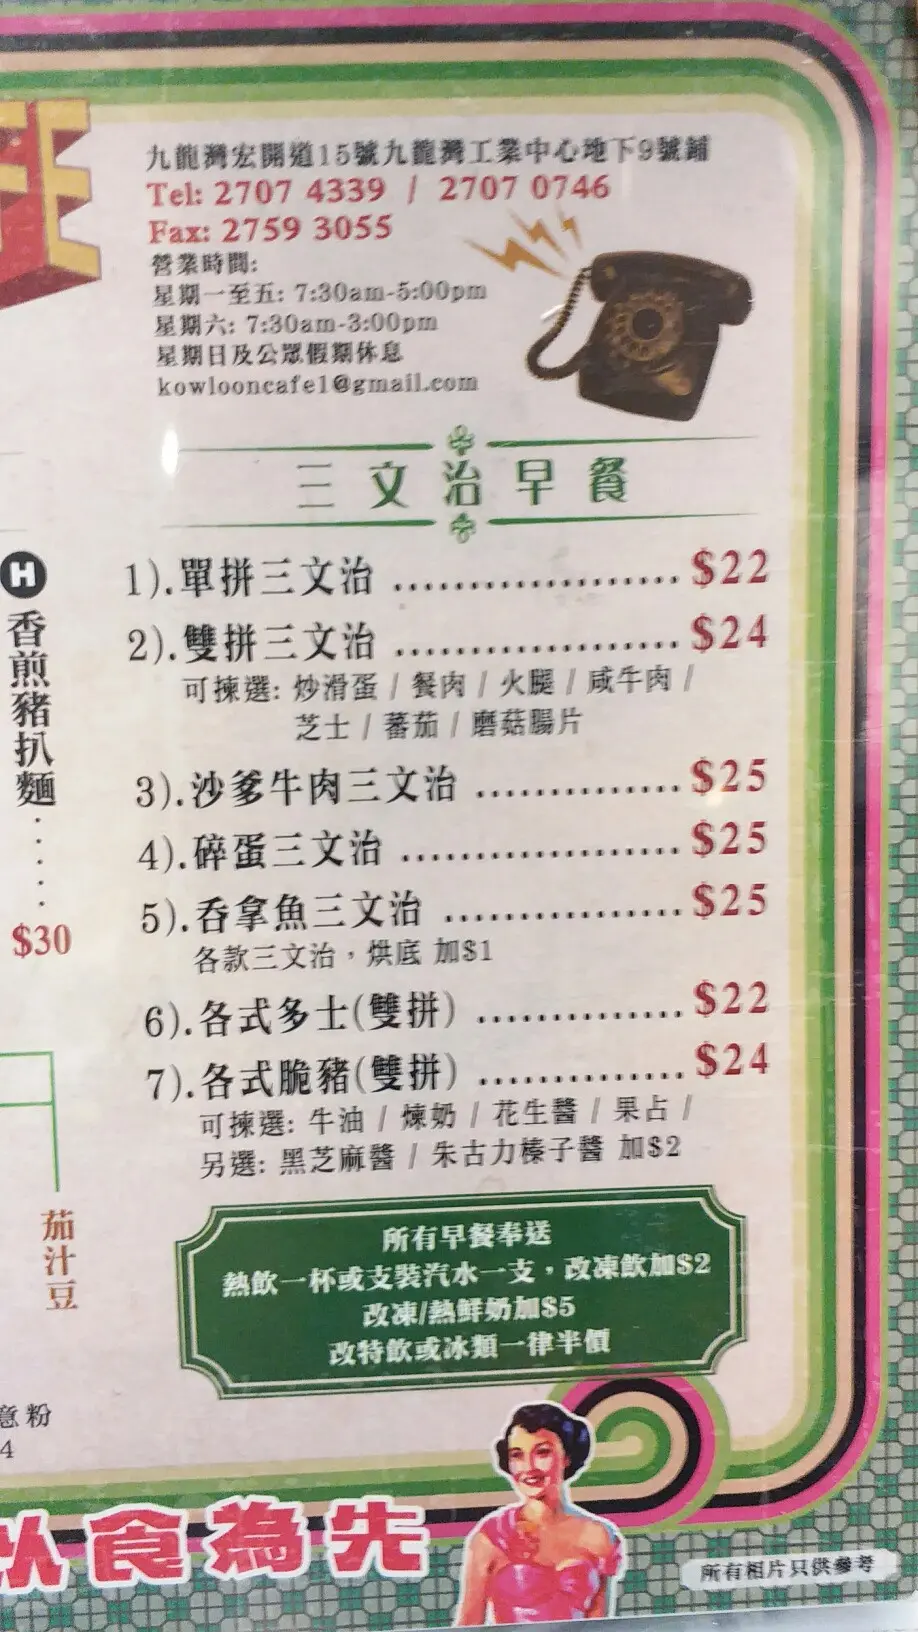 九龍灣宏開道15號九龍灣工業中心地下9號鋪
Tel: 2707 4339 / 2707 0746
Fax: 2759 3055
營業時間:
星期一至五: 7:30am-5:00pm
星期六: 7:30am-3:00pm
星期日及公眾假期休息
kowlooncafe1@gmail.com
三文治早餐
1).單拼三文治 .................... $22
2).雙拼三文治 .................... $24
可揀選: 炒滑蛋 / 餐肉 / 火腿 / 咸牛肉 /
芝士 / 蕃茄 / 磨菇腸片
3).沙爹牛肉三文治 .............. $25
4).碎蛋三文治 ................... $25
5).吞拿魚三文治 ................ $25
各款三文治，烘底 加$1
6).各式多士(雙拼) .............. $22
7).各式脆豬(雙拼) .............. $24
可揀選: 牛油 / 煉奶 / 花生醬 / 果占 /
另選: 黑芝麻醬 / 朱古力榛子醬 加$2
所有早餐奉送
熱飲一杯或支裝汽水一支，改凍飲加$2
改凍/熱鮮奶加$5
改特飲或冰類一律半價
H
香煎豬扒麵..... $30
茄汁豆
意粉
4
以食為先
所有相片只供參考